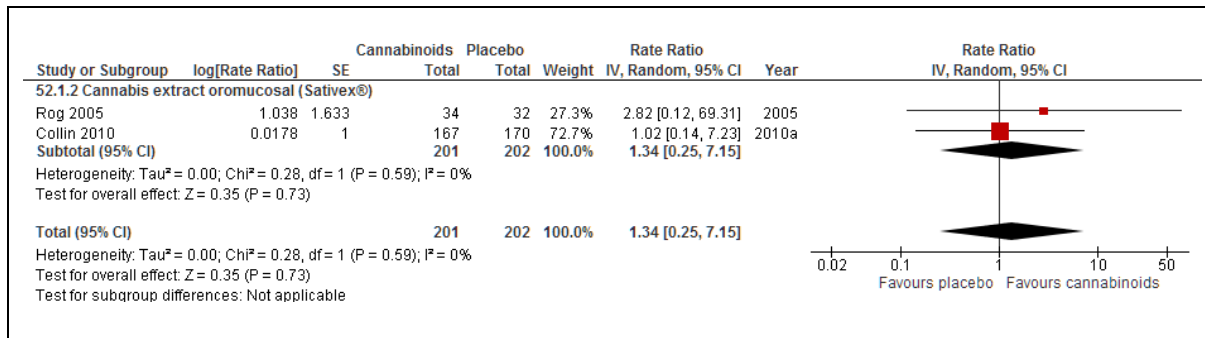 Cannabinoids Placebo Rate Ratio Rate Ratio
Study or Subgroup log[Rate Ratio] SE Total Total Weight IV, Random, 95% CI Year IV, Random, 95% CI
52.1.2 Cannabis extract oromucosal (Sativex®)
Rog 2005 1.038 1.633 34 32 27.3% 2.82 [0.12, 69.31] 2005
Collin 2010 0.0178 1 167 170 72.7% 1.02 [0.14, 7.23] 2010a
Subtotal (95% CI) 201 202 100.0% 1.34 [0.25, 7.15]
Heterogeneity: Tau² = 0.00; Chi² = 0.28, df = 1 (P = 0.59); I² = 0%
Test for overall effect: Z = 0.35 (P = 0.73)
Total (95% CI) 201 202 100.0% 1.34 [0.25, 7.15]
Heterogeneity: Tau² = 0.00; Chi² = 0.28, df = 1 (P = 0.59); I² = 0%
Test for overall effect: Z = 0.35 (P = 0.73)
Test for subgroup differences: Not applicable
0.02 0.1 1 10 50
Favours placebo Favours cannabinoids